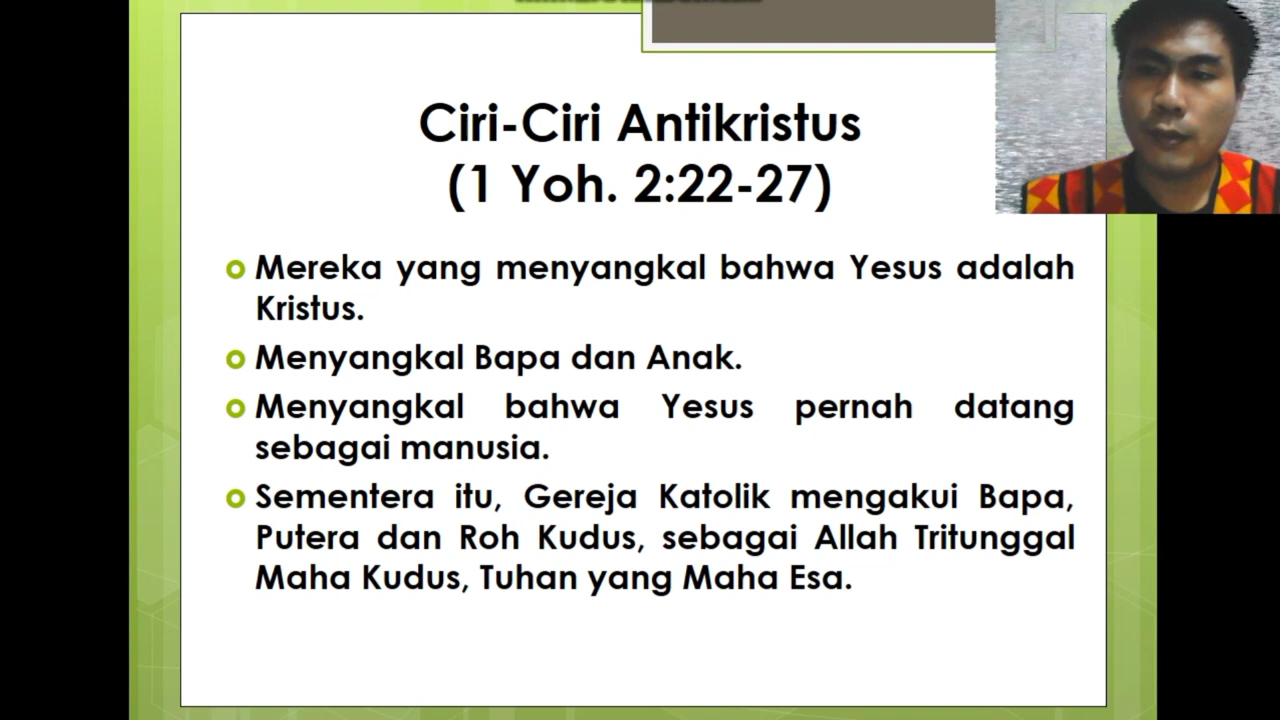 Ciri-Ciri Antikristus
(1 Yoh. 2:22-27)
Mereka yang menyangkal bahwa Yesus adalah
Kristus.
Menyangkal Bapa dan Anak.
Menyangkal bahwa Yesus pernah datang
sebagai manusia.
Sementera itu, Gereja Katolik mengakui Bapa,
Putera dan Roh Kudus, sebagai Allah Tritunggal
Maha Kudus, Tuhan yang Maha Esa.